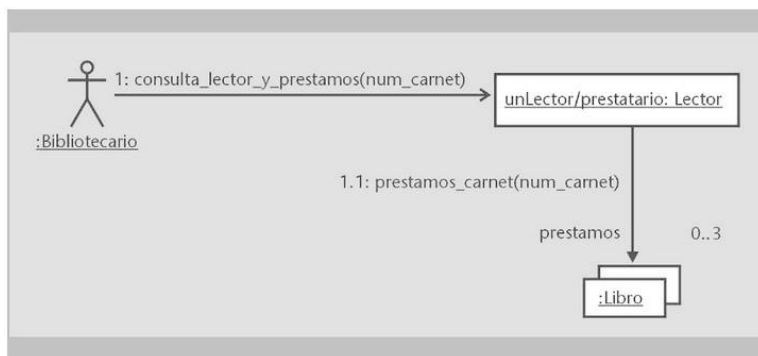 1: consulta_lector_y_prestamos(num_carnet)
unLector/prestatario: Lector
:Bibliotecario
1.1: prestamos_carnet(num_carnet)
prestamos 0..3
:Libro